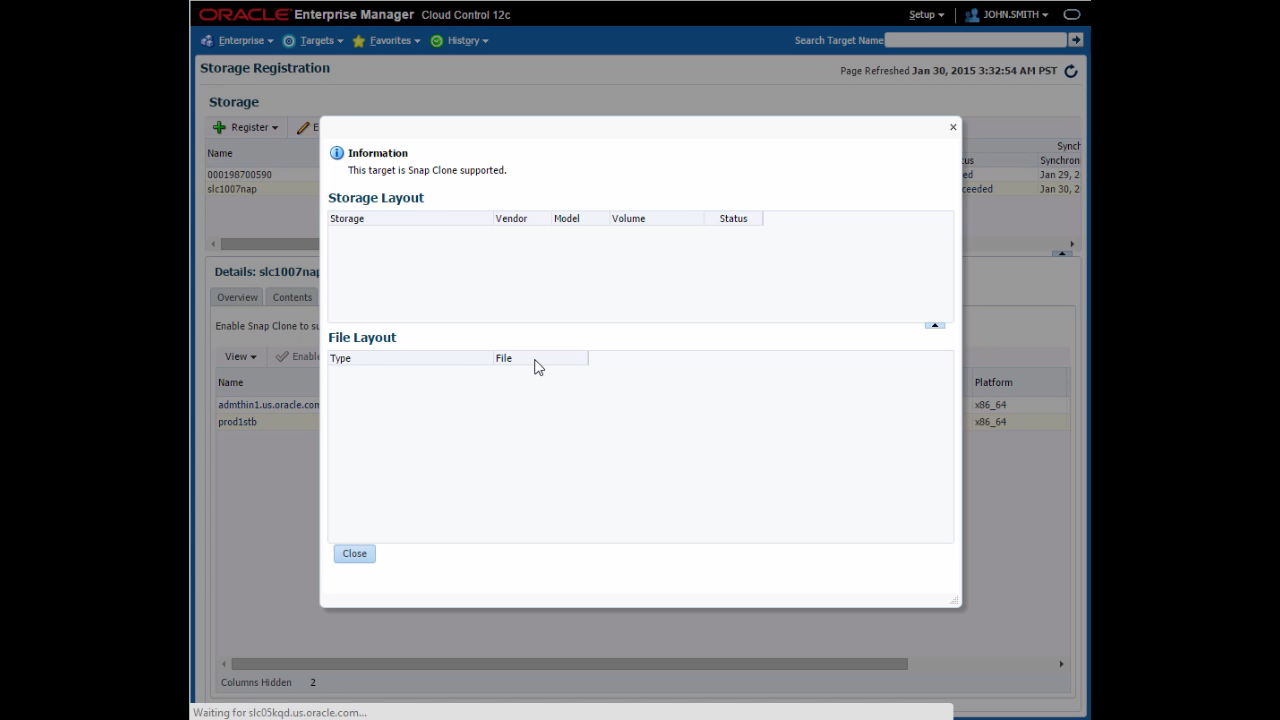 ORACLE Enterprise Manager Cloud Control 12c
Setup
JOHN.SMITH
Enterprise
Targets
Favorites
History
Search Target Name
Storage Registration
Page Refreshed Jan 30, 2015 3:32:54 AM PST
Storage
Register
E
Name
Synch
us
Synchron
000198700590
ed
Jan 29, 2
slc1007nap
ceeded
Jan 30, 2
Information
This target is Snap Clone supported.
Storage Layout
Storage
Vendor
Model
Volume
Status
Details: slc1007nap
Overview
Contents
Enable Snap Clone to su
File Layout
View
Enable
Type
File
Name
Platform
admthin1.us.oracle.com
x86_64
prod1stb
x86_64
Close
Columns Hidden 2
Waiting for slc05kqd.us.oracle.com...